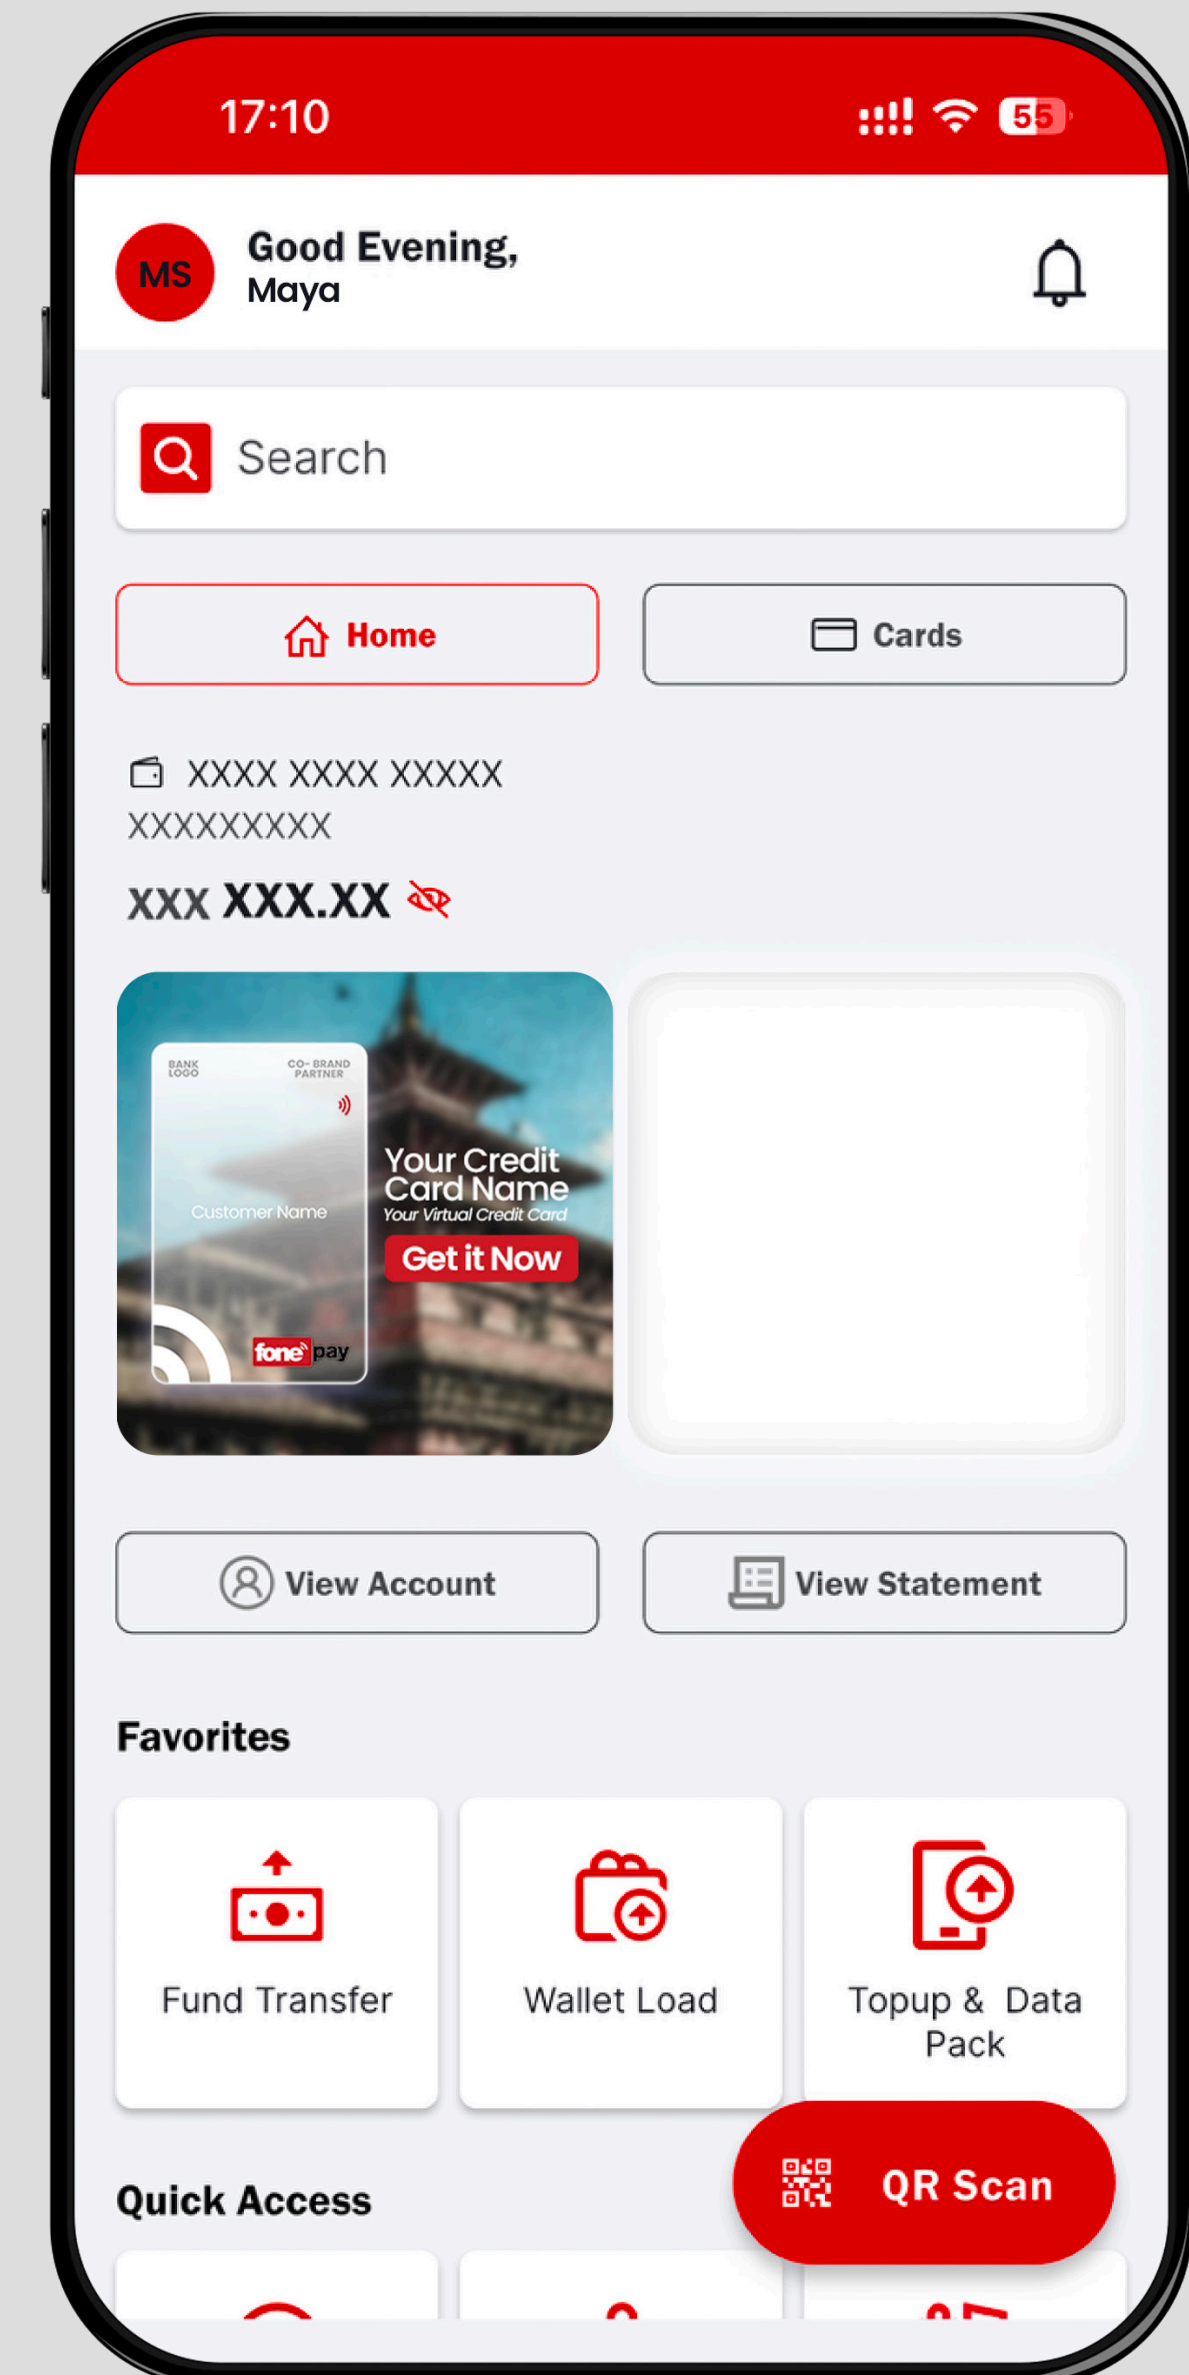 17:10
55
MS
Good Evening,
Maya
Search
Home
Cards
XXXX XXXX XXXXX
XXXXXXXXX
XXX XXX.XX
BANK
LOGO
CO- BRAND
PARTNER
Customer Name
fonepay
Your Credit
Card Name
Your Virtual Credit Card
Get it Now
View Account
View Statement
Favorites
Fund Transfer
Wallet Load
Topup & Data
Pack
Quick Access
QR Scan